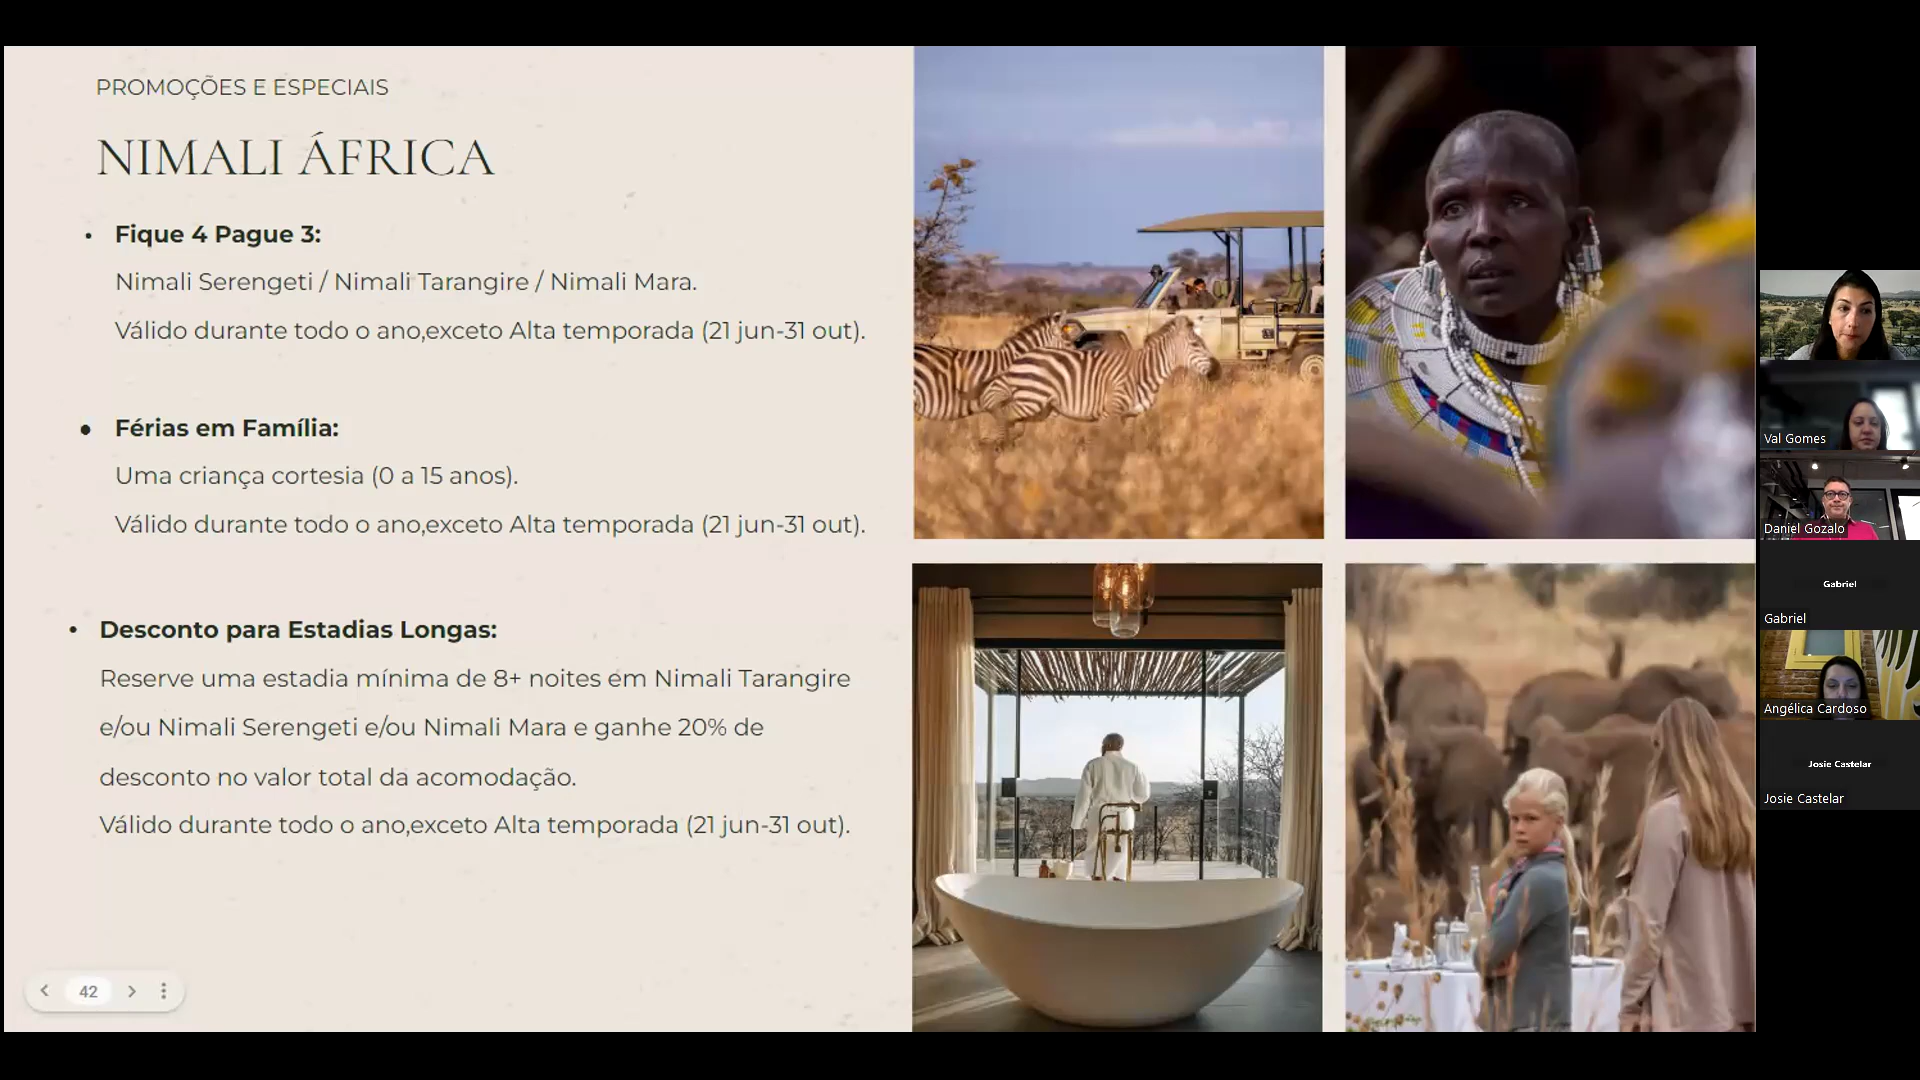 PROMOÇÕES E ESPECIAIS
NIMALI ÁFRICA
• Fique 4 Pague 3:
Nimali Serengeti / Nimali Tarangire / Nimali Mara.
Válido durante todo o ano,exceto Alta temporada (21 jun-31 out).
• Férias em Família:
Uma criança cortesia (0 a 15 anos).
Válido durante todo o ano,exceto Alta temporada (21 jun-31 out).
• Desconto para Estadias Longas:
Reserve uma estadia mínima de 8+ noites em Nimali Tarangire
e/ou Nimali Serengeti e/ou Nimali Mara e ganhe 20% de
desconto no valor total da acomodação.
Válido durante todo o ano,exceto Alta temporada (21 jun-31 out).
42
Val Gomes
Daniel Gozalo
Gabriel
Gabriel
Angélica Cardoso
Josie Castelar
Josie Castelar